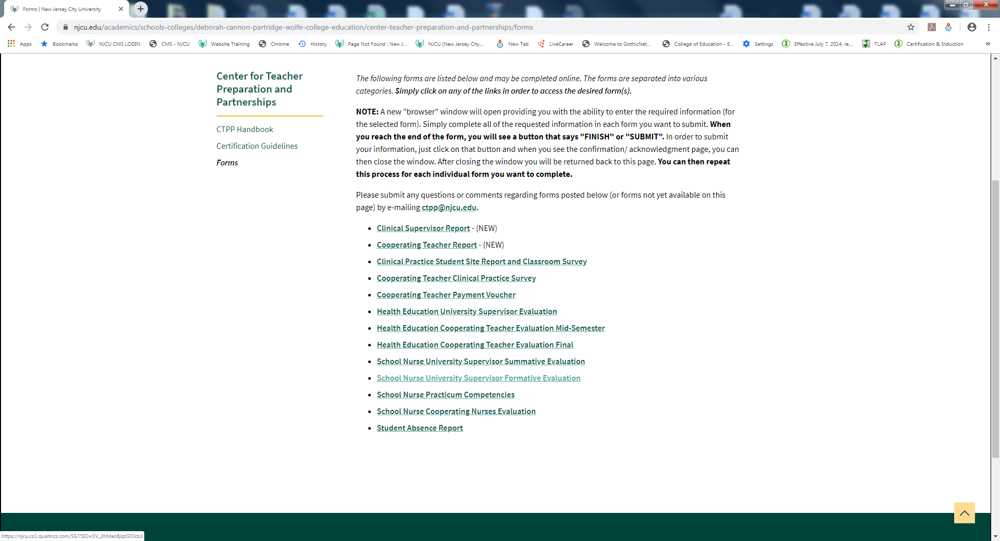 Forms | New Jersey City University
njcu.edu/academics/schools-colleges/deborah-cannon-partridge-wolfe-college-education/center-teacher-preparation-and-partnerships/forms
Apps Bookmarks NJCU CMS LOGIN CMS - NJCU Website Training Chrome History Page Not Found : New J... NJCU (New Jersey City... New Tab LiveCareer Welcome to GothicNet... College of Education - E... Settings Effective July 7, 2014, re... TLAP Certification & Induction »
Center for Teacher
Preparation and
Partnerships
CTPP Handbook
Certification Guidelines
Forms
The following forms are listed below and may be completed online. The forms are separated into various
categories. Simply click on any of the links in order to access the desired form(s).
NOTE: A new "browser" window will open providing you with the ability to enter the required information (for
the selected form). Simply complete all of the requested information in each form you want to submit. When
you reach the end of the form, you will see a button that says "FINISH" or "SUBMIT". In order to submit
your information, just click on that button and when you see the confirmation/ acknowledgment page, you can
then close the window. After closing the window you will be returned back to this page. You can then repeat
this process for each individual form you want to complete.
Please submit any questions or comments regarding forms posted below (or forms not yet available on this
page) by e-mailing ctpp@njcu.edu.
• Clinical Supervisor Report - (NEW)
• Cooperating Teacher Report - (NEW)
• Clinical Practice Student Site Report and Classroom Survey
• Cooperating Teacher Clinical Practice Survey
• Cooperating Teacher Payment Voucher
• Health Education University Supervisor Evaluation
• Health Education Cooperating Teacher Evaluation Mid-Semester
• Health Education Cooperating Teacher Evaluation Final
• School Nurse University Supervisor Summative Evaluation
• School Nurse University Supervisor Formative Evaluation
• School Nurse Practicum Competencies
• School Nurse Cooperating Nurses Evaluation
• Student Absence Report
https://njcu.co1.qualtrics.com/SE/?SID=SV_2hMao6jqzGlDcb3